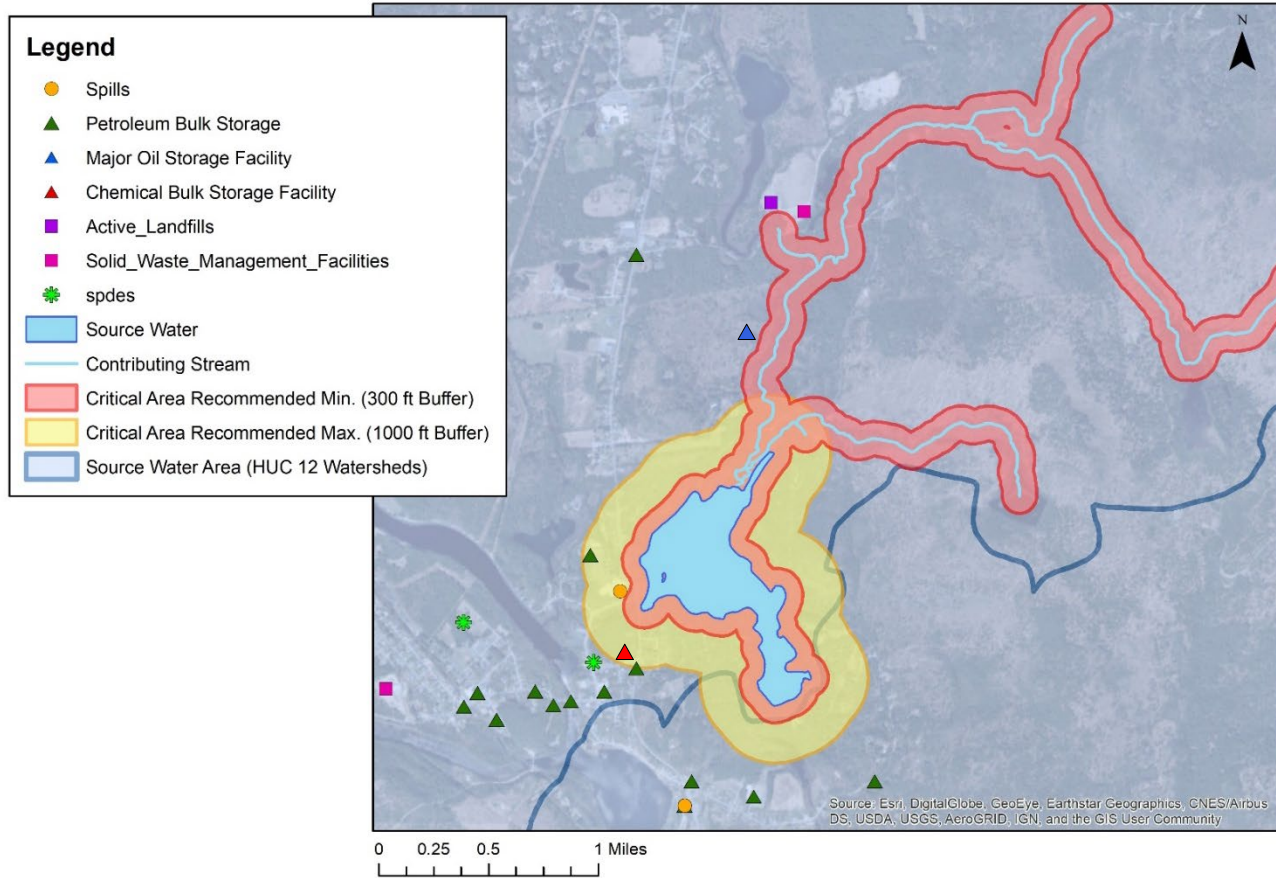 Legend
Spills
Petroleum Bulk Storage
Major Oil Storage Facility
Chemical Bulk Storage Facility
Active_Landfills
Solid_Waste_Management_Facilities
spdes
Source Water
Contributing Stream
Critical Area Recommended Min. (300 ft Buffer)
Critical Area Recommended Max. (1000 ft Buffer)
Source Water Area (HUC 12 Watersheds)
N
Source: Esri, DigitalGlobe, GeoEye, Earthstar Geographics, CNES/Airbus
DS, USDA, USGS, AeroGRID, IGN, and the GIS User Community
0 0.25 0.5 1 Miles